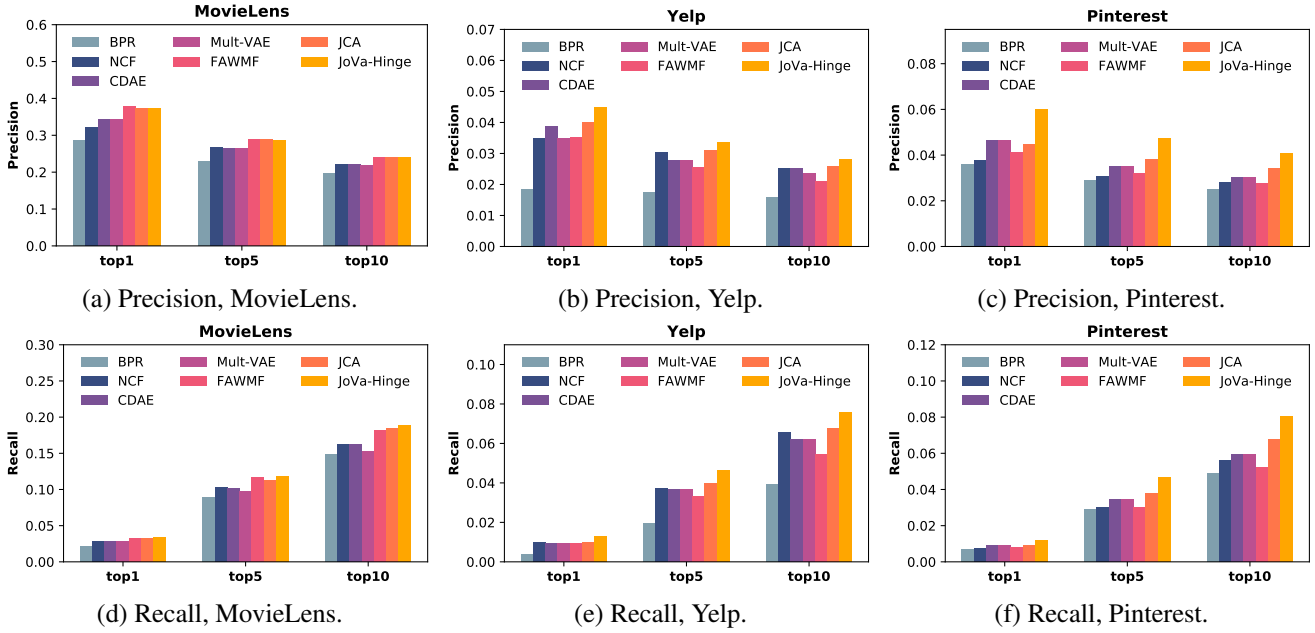 MovieLens
0.6
0.5
0.4
0.3
0.2
0.1
0.0
Precision
BPR
NCF
CDAE
Mult-VAE
FAWMF
JCA
JoVa-Hinge
top1 top5 top10
(a) Precision, MovieLens.
Yelp
0.07
0.06
0.05
0.04
0.03
0.02
0.01
0.00
Precision
BPR
NCF
CDAE
Mult-VAE
FAWMF
JCA
JoVa-Hinge
top1 top5 top10
(b) Precision, Yelp.
Pinterest
0.08
0.06
0.04
0.02
0.00
Precision
BPR
NCF
CDAE
Mult-VAE
FAWMF
JCA
JoVa-Hinge
top1 top5 top10
(c) Precision, Pinterest.
MovieLens
0.30
0.25
0.20
0.15
0.10
0.05
0.00
Recall
BPR
NCF
CDAE
Mult-VAE
FAWMF
JCA
JoVa-Hinge
top1 top5 top10
(d) Recall, MovieLens.
Yelp
0.10
0.08
0.06
0.04
0.02
0.00
Recall
BPR
NCF
CDAE
Mult-VAE
FAWMF
JCA
JoVa-Hinge
top1 top5 top10
(e) Recall, Yelp.
Pinterest
0.12
0.10
0.08
0.06
0.04
0.02
0.00
Recall
BPR
NCF
CDAE
Mult-VAE
FAWMF
JCA
JoVa-Hinge
top1 top5 top10
(f) Recall, Pinterest.